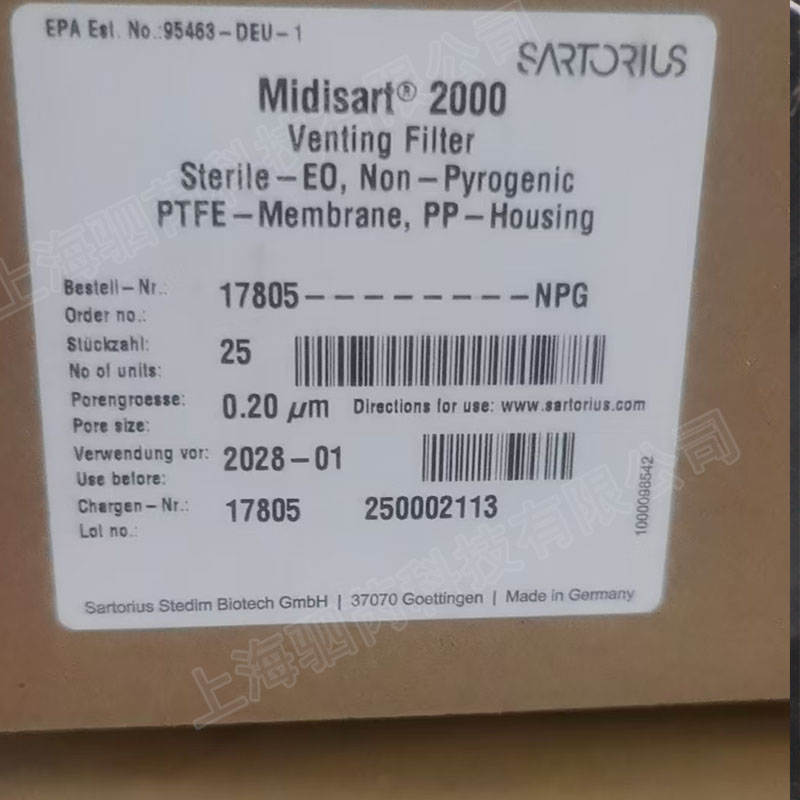 EPA Est. No.:95463-DEU-1
SARTORIUS
Midisart® 2000
Venting Filter
Sterile-EO, Non-Pyrogenic
PTFE-Membrane, PP-Housing
Bestell-Nr.: 17805---------NPG
Order no.:
Stückzahl: 25
No of units:
Porengroesse: 0.20 µm Directions for use: www.sartorius.com
Pore size:
Verwendung vor: 2028-01
Use before:
Chargen-Nr.: 17805 250002113
Lot no.:
1000098542
Sartorius Stedim Biotech GmbH | 37070 Goettingen | Made in Germany
上海驷芮科技有限公司
上海驷芮科技有限公司